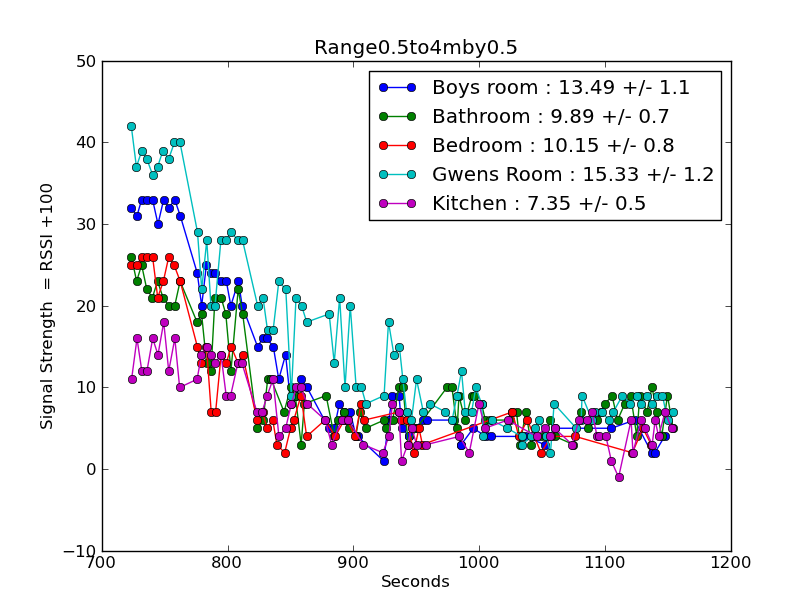 Range0.5to4mby0.5
Boys room : 13.49 +/- 1.1
Bathroom : 9.89 +/- 0.7
Bedroom : 10.15 +/- 0.8
Gwens Room : 15.33 +/- 1.2
Kitchen : 7.35 +/- 0.5
Signal Strength = RSSI +100
50
40
30
20
10
0
−10
700 800 900 1000 1100 1200
Seconds